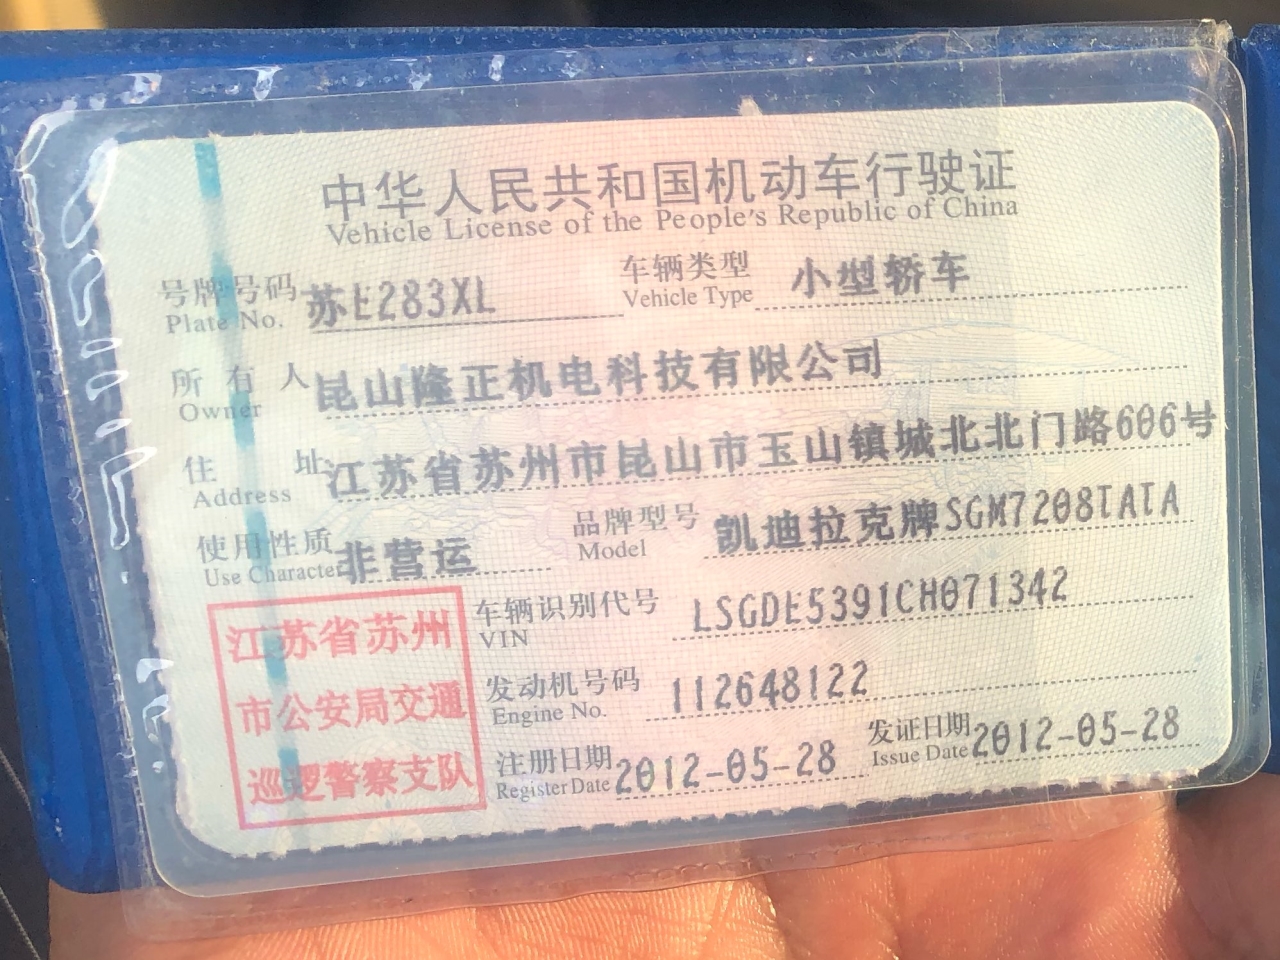 中华人民共和国机动车行驶证
Vehicle License of the People's Republic of China
号牌号码 苏E283XL 车辆类型 小型轿车
Plate No. Vehicle Type
所有人 昆山隆正机电科技有限公司
Owner
住址 江苏省苏州市昆山市玉山镇城北北门路606号
Address
使用性质 非营运 品牌型号 凯迪拉克牌SGM7208TATA
Use Character Model
江苏省苏州
市公安局交通
巡逻警察支队
车辆识别代号 LSGDE5391CH071342
VIN
发动机号码 112648122
Engine No.
注册日期 2012-05-28 发证日期 2012-05-28
Register Date Issue Date